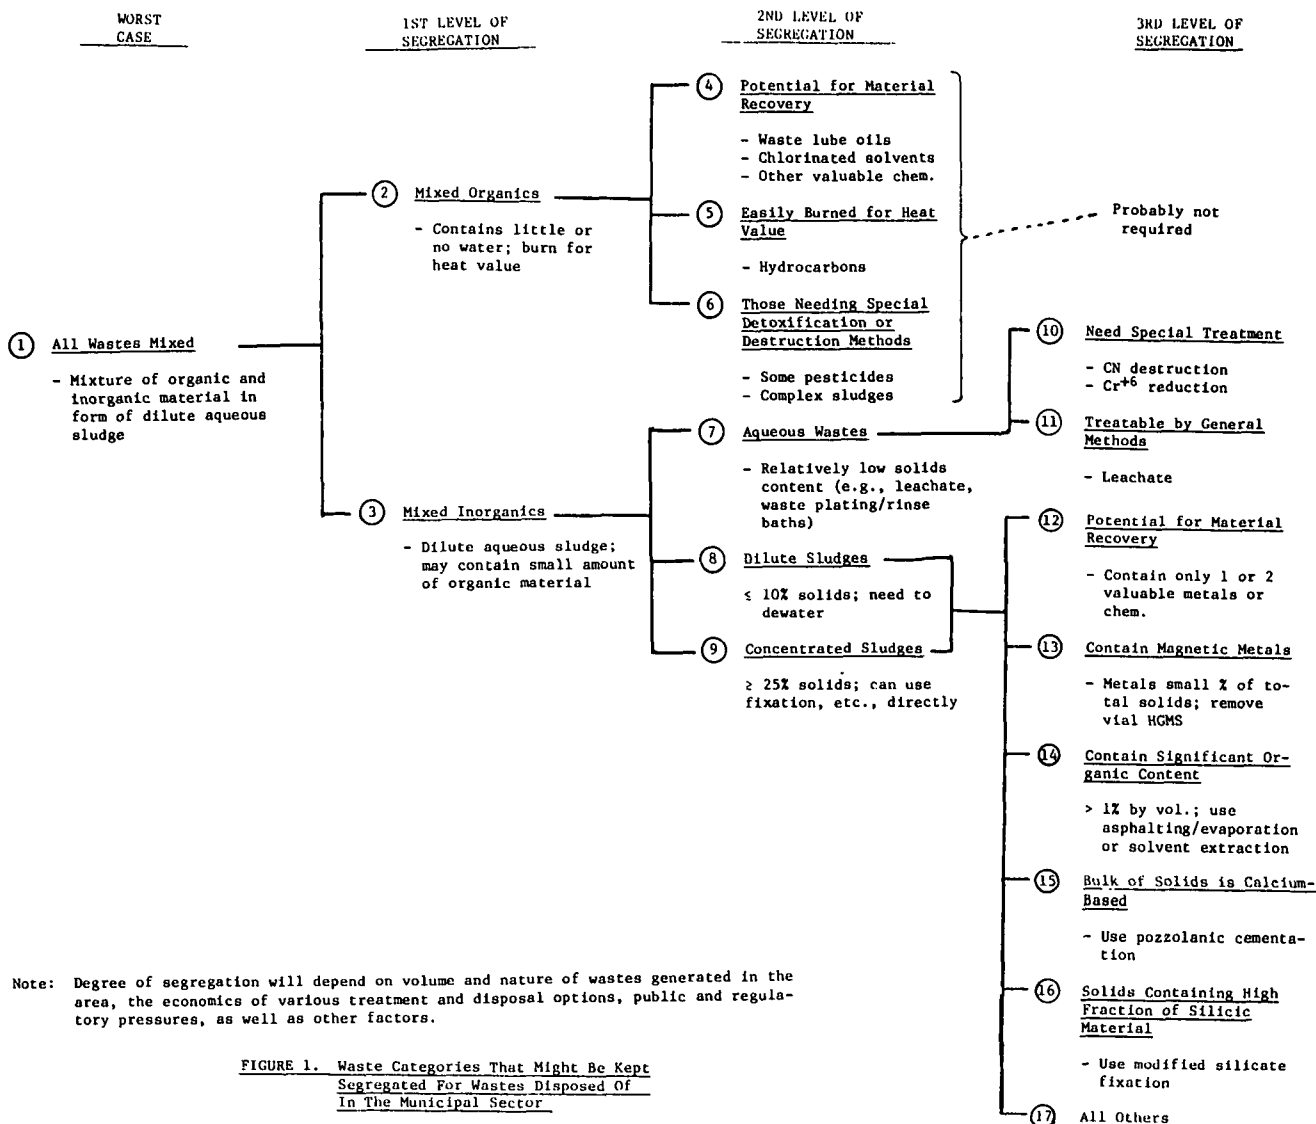 WORST
CASE
1ST LEVEL OF
SEGREGATION
2ND LEVEL OF
SEGREGATION
3RD LEVEL OF
SEGREGATION
1 All Wastes Mixed
- Mixture of organic and
inorganic material in
form of dilute aqueous
sludge
2 Mixed Organics
- Contains little or
no water; burn for
heat value
3 Mixed Inorganics
- Dilute aqueous sludge;
may contain small amount
of organic material
4 Potential for Material
Recovery
- Waste lube oils
- Chlorinated solvents
- Other valuable chem.
5 Easily Burned for Heat
Value
- Hydrocarbons
6 Those Needing Special
Detoxification or
Destruction Methods
- Some pesticides
- Complex sludges
Probably not
required
7 Aqueous Wastes
- Relatively low solids
content (e.g., leachate,
waste plating/rinse
baths)
8 Dilute Sludges
≤ 10% solids; need to
dewater
9 Concentrated Sludges
≥ 25% solids; can use
fixation, etc., directly
10 Need Special Treatment
- CN destruction
- Cr+6 reduction
11 Treatable by General
Methods
- Leachate
12 Potential for Material
Recovery
- Contain only 1 or 2
valuable metals or
chem.
13 Contain Magnetic Metals
- Metals small % of to-
tal solids; remove
vial HGMS
14 Contain Significant Or-
ganic Content
> 1% by vol.; use
asphalting/evaporation
or solvent extraction
15 Bulk of Solids is Calcium-
Based
- Use pozzolanic cementa-
tion
16 Solids Containing High
Fraction of Silicic
Material
- Use modified silicate
fixation
17 All Others
Note: Degree of segregation will depend on volume and nature of wastes generated in the
area, the economics of various treatment and disposal options, public and regula-
tory pressures, as well as other factors.
FIGURE 1. Waste Categories That Might Be Kept
Segregated For Wastes Disposed Of
In The Municipal Sector